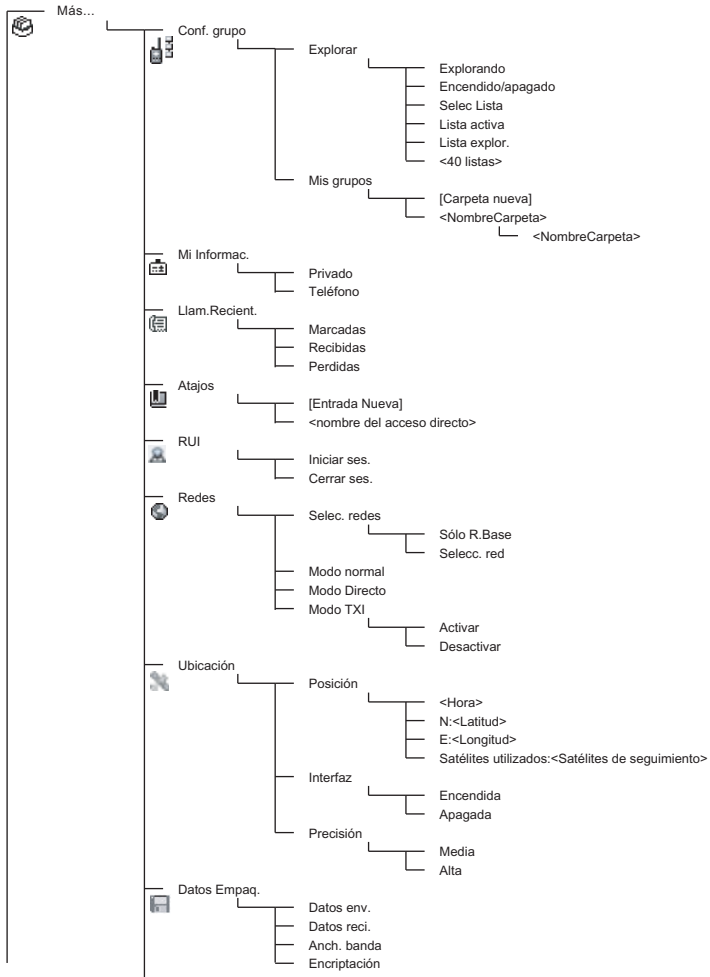 Más...
Conf. grupo
Explorar
Explorando
Encendido/apagado
Selec Lista
Lista activa
Lista explor.
<40 listas>
Mis grupos
[Carpeta nueva]
<NombreCarpeta>
<NombreCarpeta>
Mi Informac.
Privado
Teléfono
Llam.Recient.
Marcadas
Recibidas
Perdidas
Atajos
[Entrada Nueva]
<nombre del acceso directo>
RUI
Iniciar ses.
Cerrar ses.
Redes
Selec. redes
Sólo R.Base
Selecc. red
Modo normal
Modo Directo
Modo TXI
Activar
Desactivar
Ubicación
Posición
<Hora>
N:<Latitud>
E:<Longitud>
Satélites utilizados:<Satélites de seguimiento>
Interfaz
Encendida
Apagada
Precisión
Media
Alta
Datos Empaq.
Datos env.
Datos reci.
Anch. banda
Encriptación